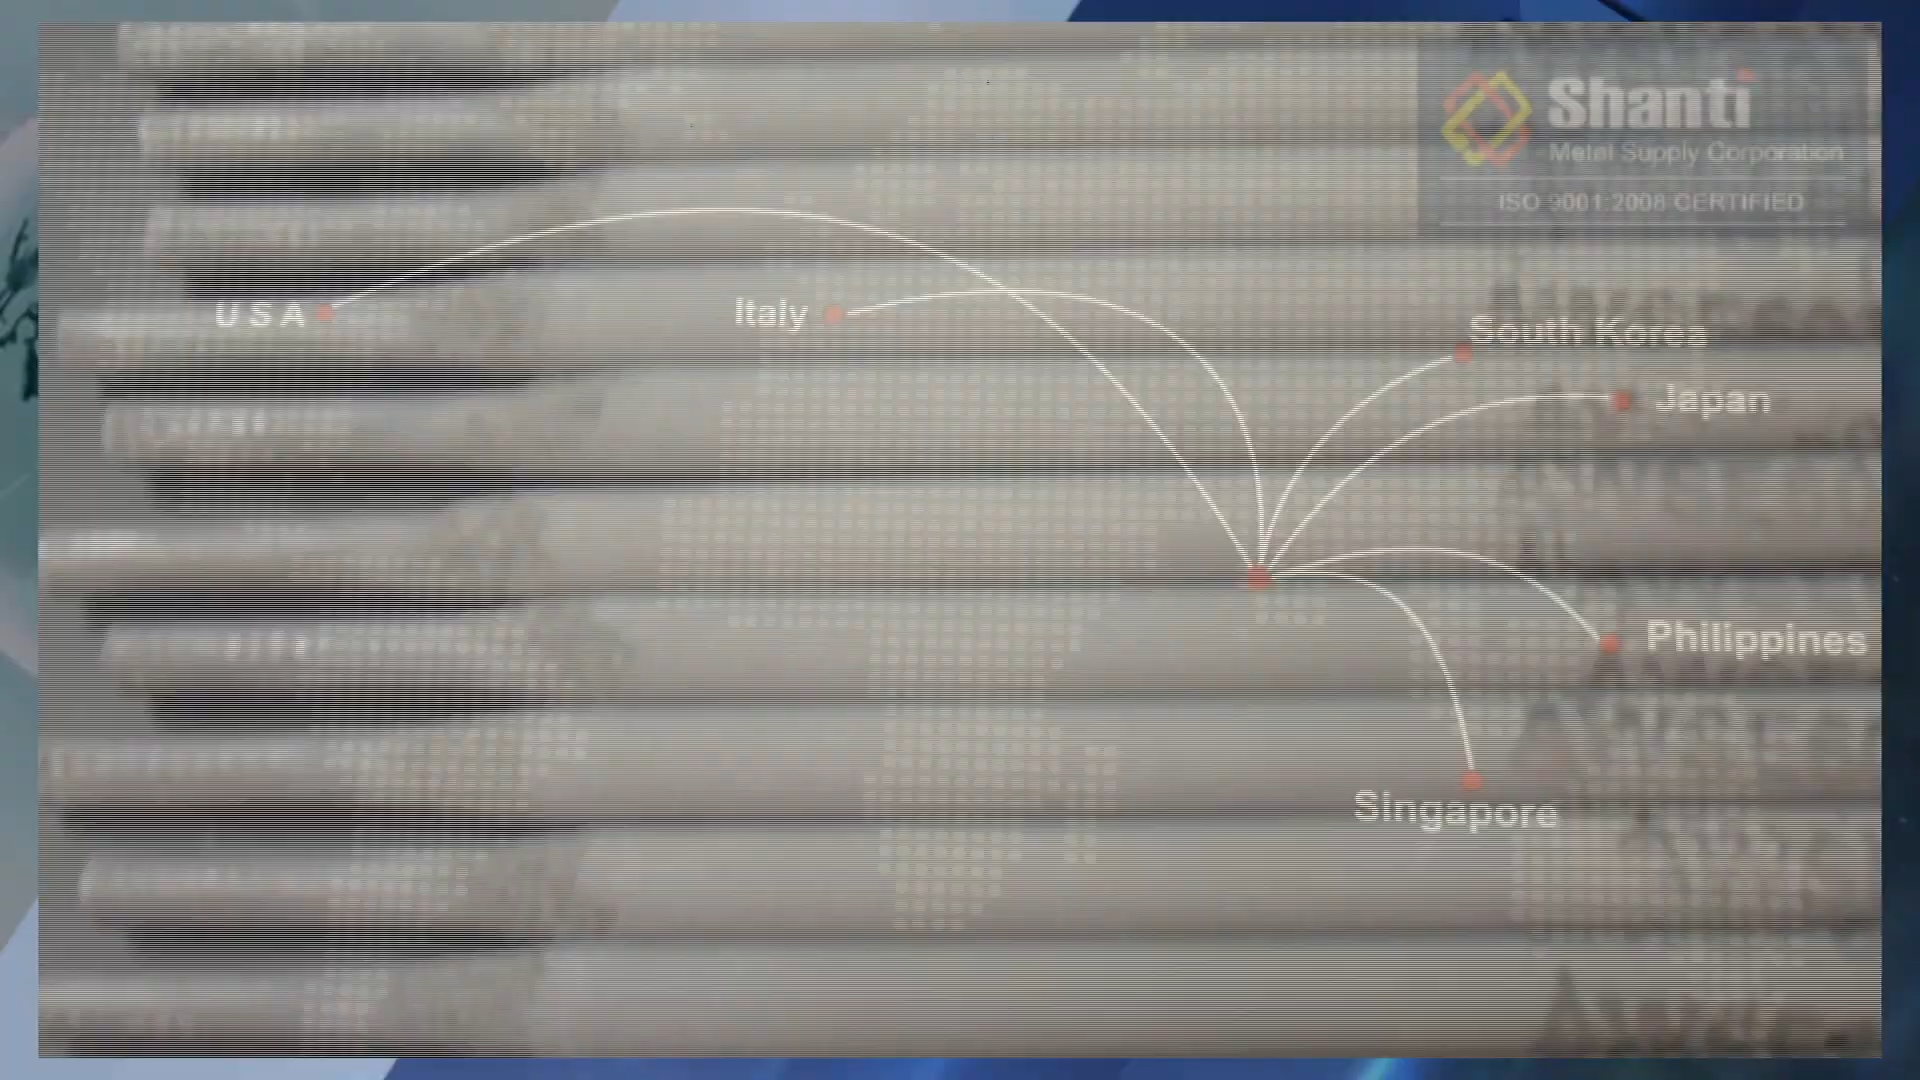 Shanti
Metal Supply Corporation
ISO 9001:2008 CERTIFIED
USA
Italy
South Korea
Japan
Philippines
Singapore